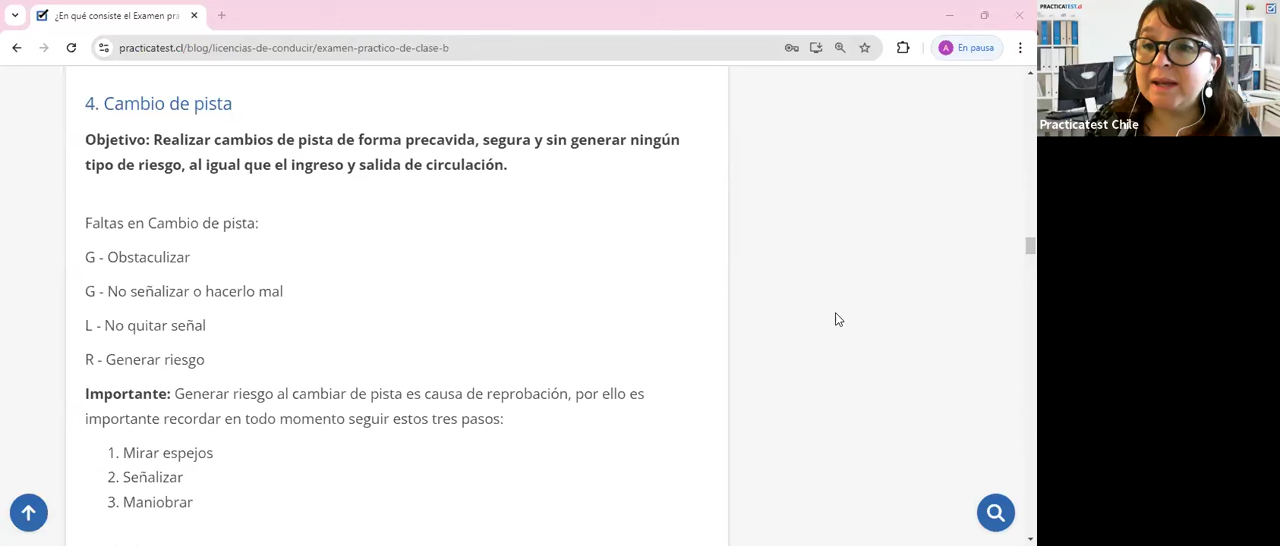 ¿En qué consiste el Examen pra
practicatest.cl/blog/licencias-de-conducir/examen-practico-de-clase-b
A
En pausa
PRACTICATEST.cl
Practicatest Chile
4. Cambio de pista
Objetivo: Realizar cambios de pista de forma precavida, segura y sin generar ningún
tipo de riesgo, al igual que el ingreso y salida de circulación.
Faltas en Cambio de pista:
G - Obstaculizar
G - No señalizar o hacerlo mal
L - No quitar señal
R - Generar riesgo
Importante: Generar riesgo al cambiar de pista es causa de reprobación, por ello es
importante recordar en todo momento seguir estos tres pasos:
1. Mirar espejos
2. Señalizar
3. Maniobrar